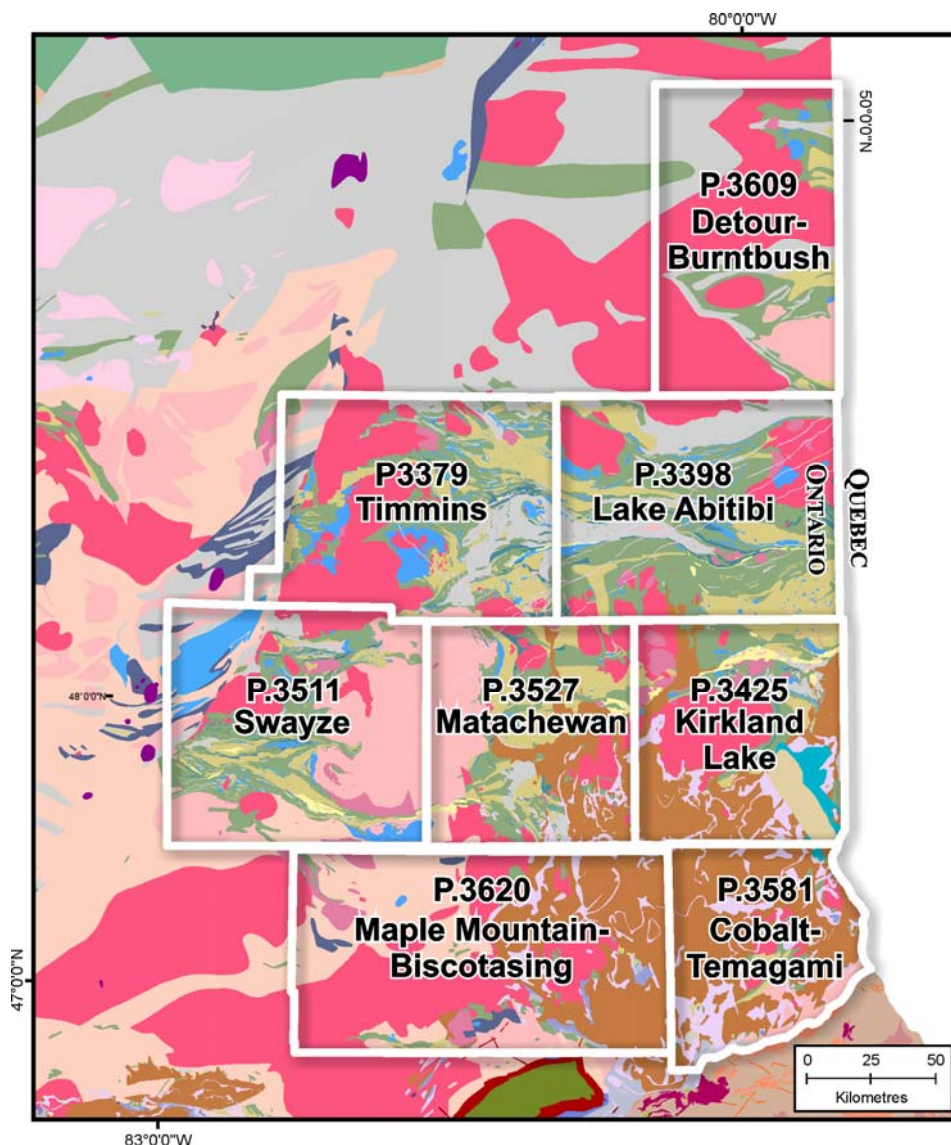 80°0'0"W
50°0'0"N
P.3609
Detour-
Burntbush
P3379
Timmins
P.3398
Lake Abitibi
ONTARIO
QUEBEC
P.3511
Swayze
P.3527
Matachewan
P.3425
Kirkland
Lake
48°0'0"N
P.3620
Maple Mountain-
Biscotasing
P.3581
Cobalt-
Temagami
47°0'0"N
0 25 50
Kilometres
83°0'0"W